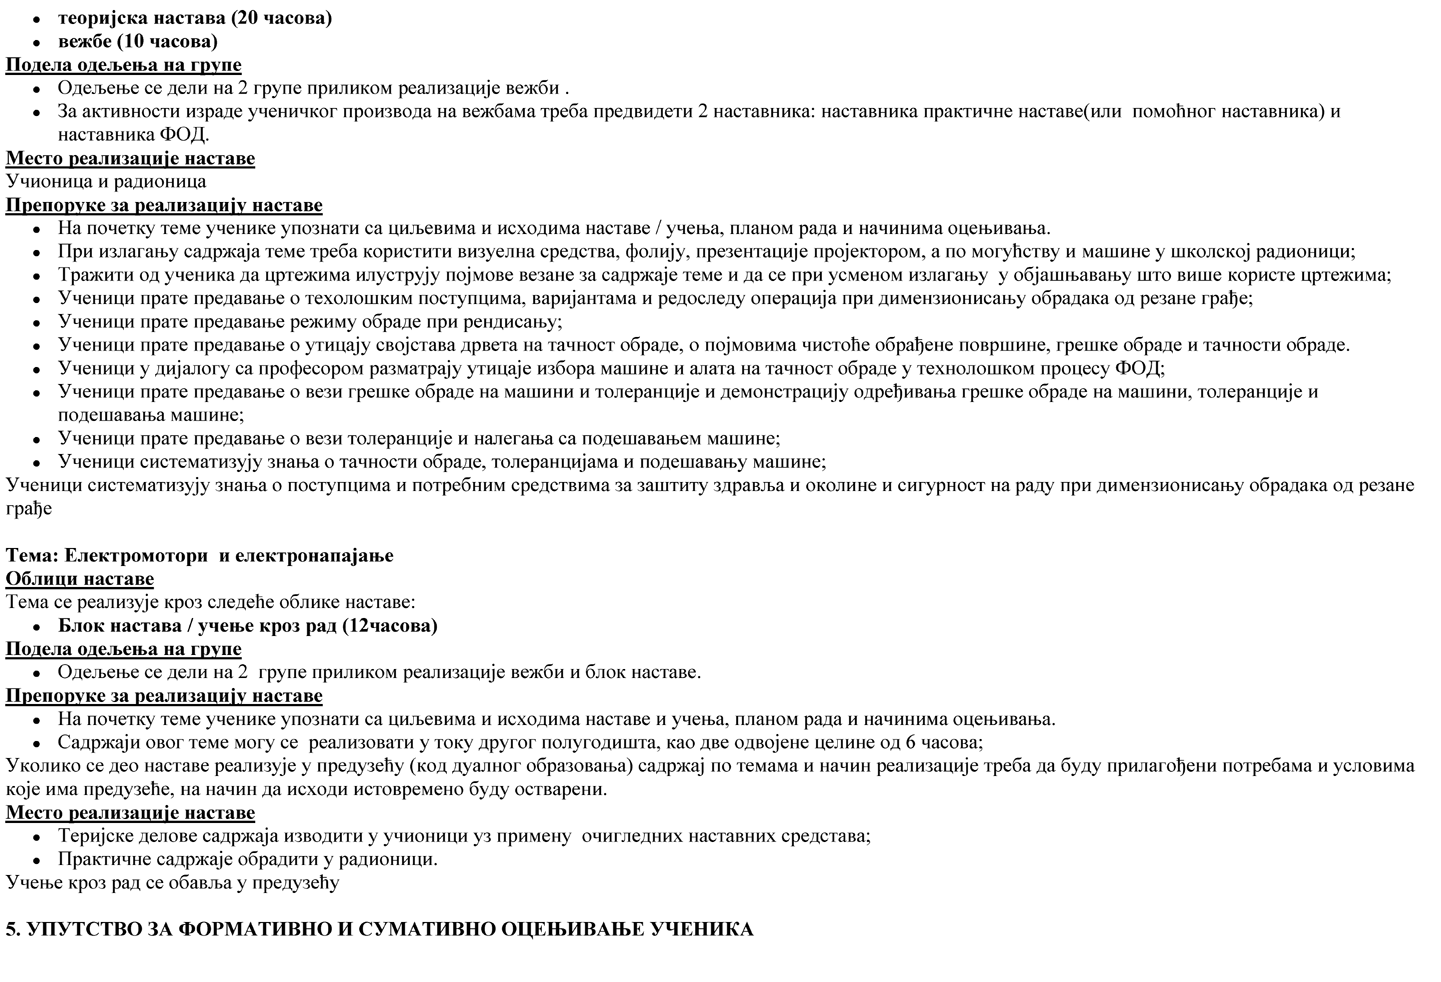 • теоријска настава (20 часова)
• вежбе (10 часова)
Подела одељења на групе
• Одељење се дели на 2 групе приликом реализације вежби .
• За активности израде ученичког производа на вежбама треба предвидети 2 наставника: наставника практичне наставе(или  помоћног наставника) и
наставника ФОД.
Место реализације наставе
Учионица и радионица
Препоруке за реализацију наставе
• На почетку теме ученике упознати са циљевима и исходима наставе / учења, планом рада и начинима оцењивања.
• При излагању садржаја теме треба користити визуелна средства, фолију, презентације пројектором, а по могућству и машине у школској радионици;
• Тражити од ученика да цртежима илуструју појмове везане за садржаје теме и да се при усменом излагању  у објашњавању што више користе цртежима;
• Ученици прате предавање о техолошким поступцима, варијантама и редоследу операција при димензионисању обрадака од резане грађе;
• Ученици прате предавање режиму обраде при рендисању;
• Ученици прате предавање о утицају својстава дрвета на тачност обраде, о појмовима чистоће обрађене површине, грешке обраде и тачности обраде.
• Ученици у дијалогу са професором разматрају утицаје избора машине и алата на тачност обраде у технолошком процесу ФОД;
• Ученици прате предавање о вези грешке обраде на машини и толеранције и демонстрацију одређивања грешке обраде на машини, толеранције и
подешавања машине;
• Ученици прате предавање о вези толеранције и налегања са подешавањем машине;
• Ученици систематизују знања о тачности обраде, толеранцијама и подешавању машине;
Ученици систематизују знања о поступцима и потребним средствима за заштиту здравља и околине и сигурност на раду при димензионисању обрадака од резане
грађе
Тема: Електромотори  и електронапајање
Облици наставе
Тема се реализује кроз следеће облике наставе:
• Блок настава / учење кроз рад (12часова)
Подела одељења на групе
• Одељење се дели на 2  групе приликом реализације вежби и блок наставе.
Препоруке за реализацију наставе
• На почетку теме ученике упознати са циљевима и исходима наставе и учења, планом рада и начинима оцењивања.
• Садржаји овог теме могу се  реализовати у току другог полугодишта, као две одвојене целине од 6 часова;
Уколико се део наставе реализује у предузећу (код дуалног образовања) садржај по темама и начин реализације треба да буду прилагођени потребама и условима
које има предузеће, на начин да исходи истовремено буду остварени.
Место реализације наставе
• Теријске делове садржаја изводити у учионици уз примену  очигледних наставних средстава;
• Практичне садржаје обрадити у радионици.
Учење кроз рад се обавља у предузећу
5. УПУТСТВО ЗА ФОРМАТИВНО И СУМАТИВНО ОЦЕЊИВАЊЕ УЧЕНИКА